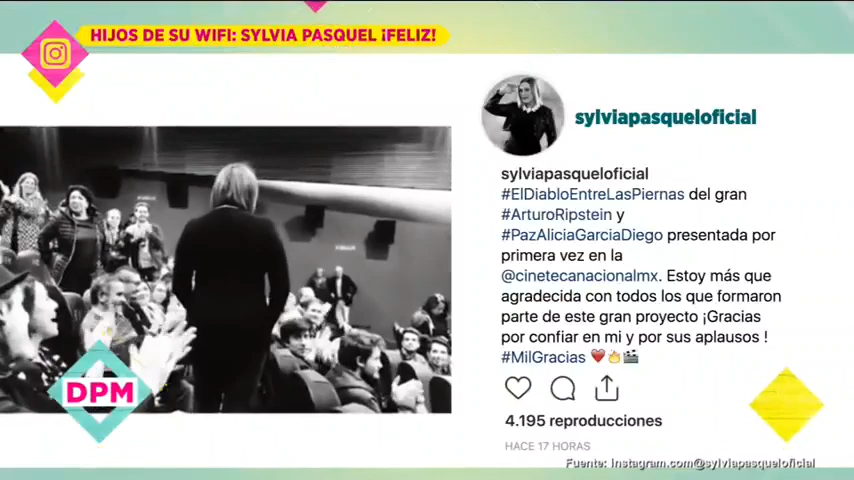 HIJOS DE SU WIFI: SYLVIA PASQUEL ¡FELIZ!
sylviapasqueloficial
sylviapasqueloficial
#ElDiabloEntreLasPiernas del gran
#ArturoRipstein y
#PazAliciaGarciaDiego presentada por
primera vez en la
@cinetecanacionalmx. Estoy más que
agradecida con todos los que formaron
parte de este gran proyecto ¡Gracias
por confiar en mi y por sus aplausos !
#MilGracias ❤️🔥🎬
4.195 reproducciones
HACE 17 HORAS
DPM
Fuente: Instagram.com@sylviapasqueloficial